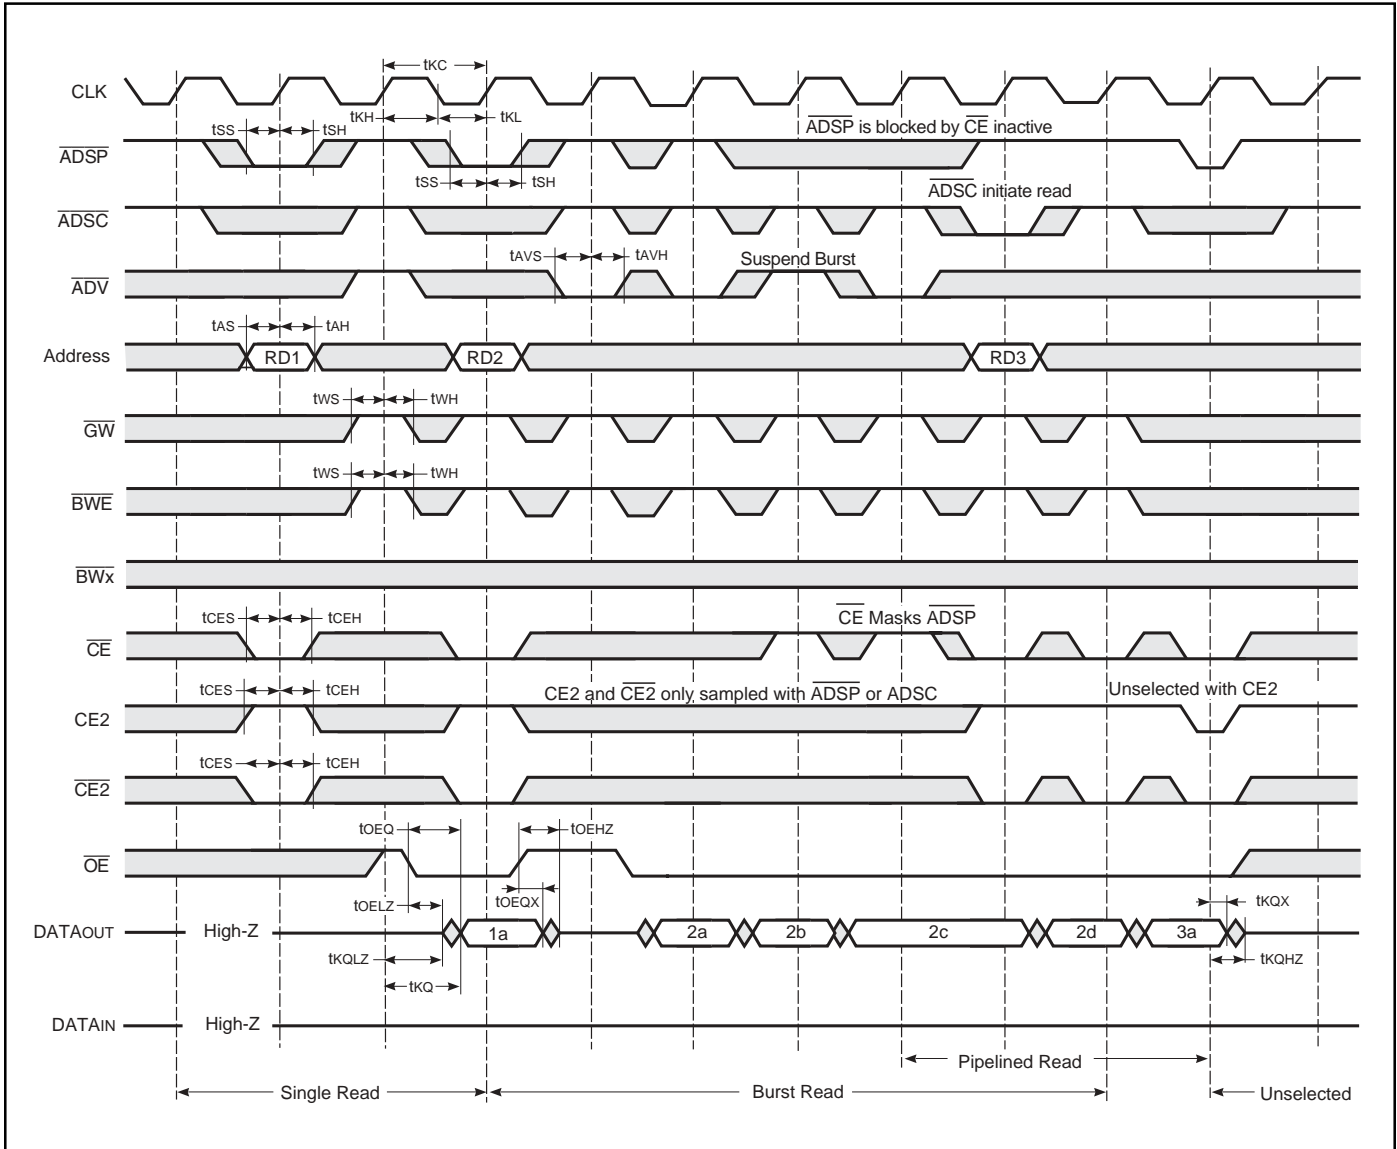 tKC
CLK
tKH
tKL
tSS
tSH
ADSP is blocked by CE inactive
ADSP
tSS
tSH
ADSC initiate read
ADSC
tAVS
tAVH
Suspend Burst
ADV
tAS
tAH
Address
RD1
RD2
RD3
tWS
tWH
GW
tWS
tWH
BWE
BWx
tCES
tCEH
CE Masks ADSP
CE
tCES
tCEH
CE2 and CE2 only sampled with ADSP or ADSC
Unselected with CE2
CE2
tCES
tCEH
CE2
tOEQ
tOEHZ
OE
tOELZ
tOEQX
tKQX
DATAOUT
High-Z
1a
2a
2b
2c
2d
3a
tKQLZ
tKQHZ
tKQ
DATAIN
High-Z
Pipelined Read
Single Read
Burst Read
Unselected